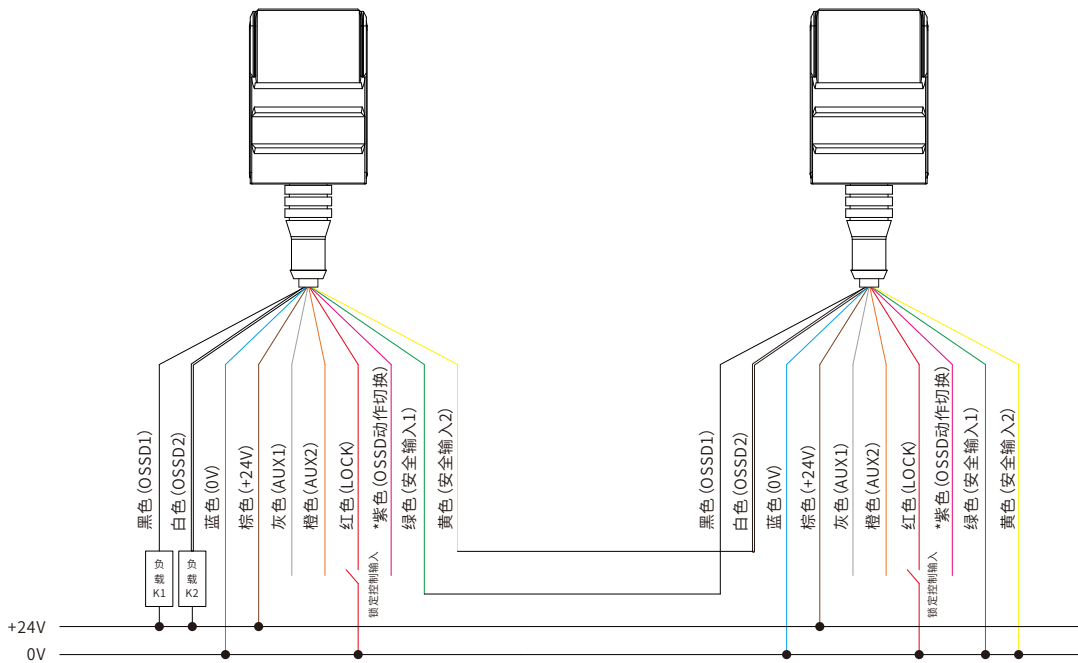 黑色(OSSD1)
白色(OSSD2)
蓝色(0V)
棕色(+24V)
灰色(AUX1)
橙色(AUX2)
红色(LOCK)
*紫色(OSSD动作切换)
绿色(安全输入1)
黄色(安全输入2)
黑色(OSSD1)
白色(OSSD2)
蓝色(0V)
棕色(+24V)
灰色(AUX1)
橙色(AUX2)
红色(LOCK)
*紫色(OSSD动作切换)
绿色(安全输入1)
黄色(安全输入2)
负
载
K1
负
载
K2
锁定控制输入
锁定控制输入
+24V
0V